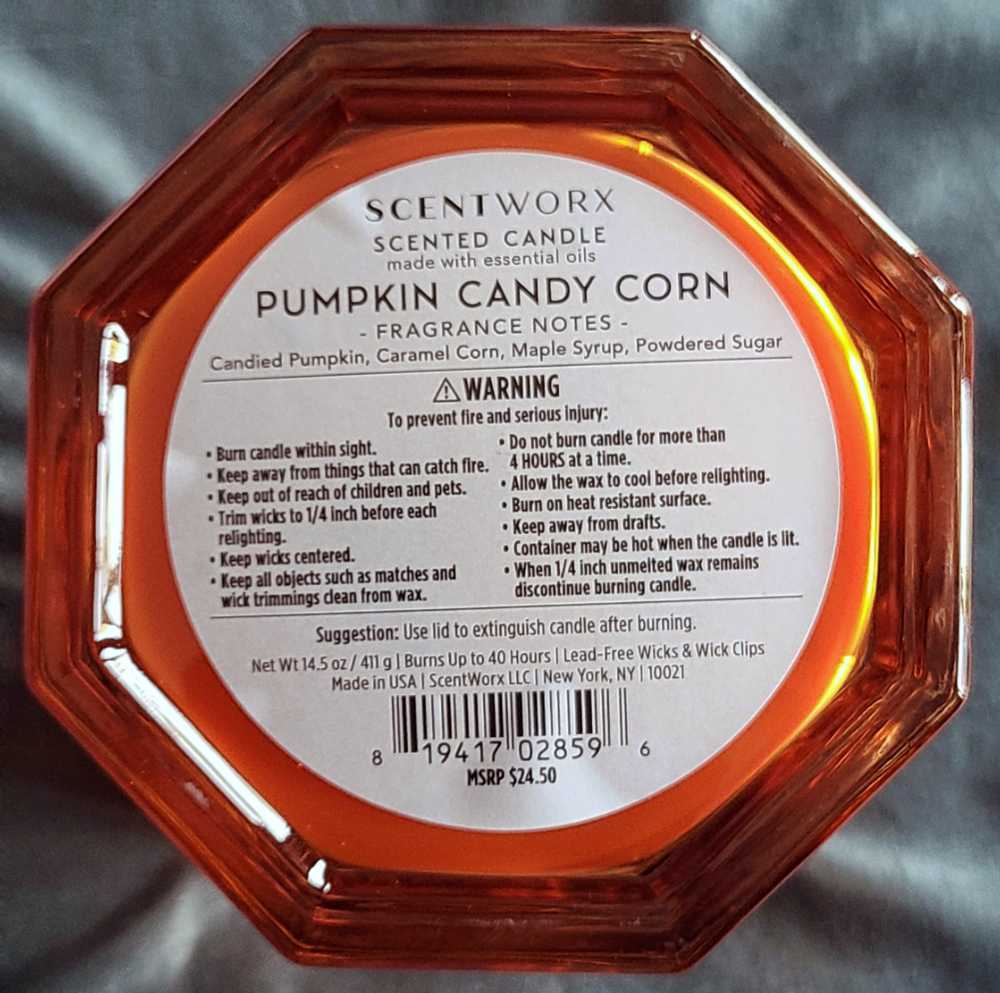 SCENTWORX
SCENTED CANDLE
made with essential oils
PUMPKIN CANDY CORN
- FRAGRANCE NOTES -
Candied Pumpkin, Caramel Corn, Maple Syrup, Powdered Sugar
⚠WARNING
To prevent fire and serious injury:
• Burn candle within sight.
• Keep away from things that can catch fire.
• Keep out of reach of children and pets.
• Trim wicks to 1/4 inch before each
relighting.
• Keep wicks centered.
• Keep all objects such as matches and
wick trimmings clean from wax.
• Do not burn candle for more than
4 HOURS at a time.
• Allow the wax to cool before relighting.
• Burn on heat resistant surface.
• Keep away from drafts.
• Container may be hot when the candle is lit.
• When 1/4 inch unmelted wax remains
discontinue burning candle.
Suggestion: Use lid to extinguish candle after burning.
Net Wt 14.5 oz / 411 g | Burns Up to 40 Hours | Lead-Free Wicks & Wick Clips
Made in USA | ScentWorx LLC | New York, NY | 10021
8 19417 02859 6
MSRP $24.50